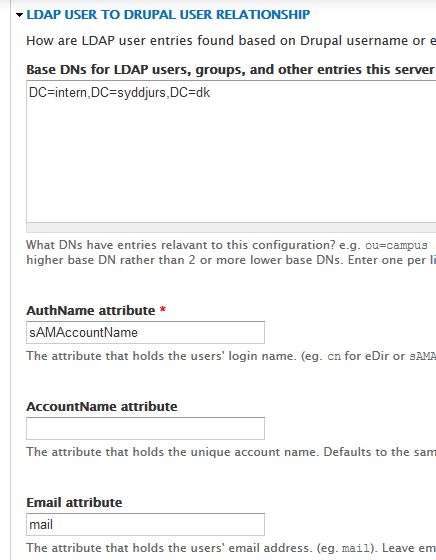 LDAP USER TO DRUPAL USER RELATIONSHIP
How are LDAP user entries found based on Drupal username or e
Base DNs for LDAP users, groups, and other entries this server
DC=intern,DC=syddjurs,DC=dk
What DNs have entries relavant to this configuration? e.g. ou=campus
higher base DN rather than 2 or more lower base DNs. Enter one per li
AuthName attribute *
sAMAccountName
The attribute that holds the users' login name. (eg. cn for eDir or sAMA
AccountName attribute
The attribute that holds the unique account name. Defaults to the sam
Email attribute
mail
The attribute that holds the users' email address. (eg. mail). Leave em